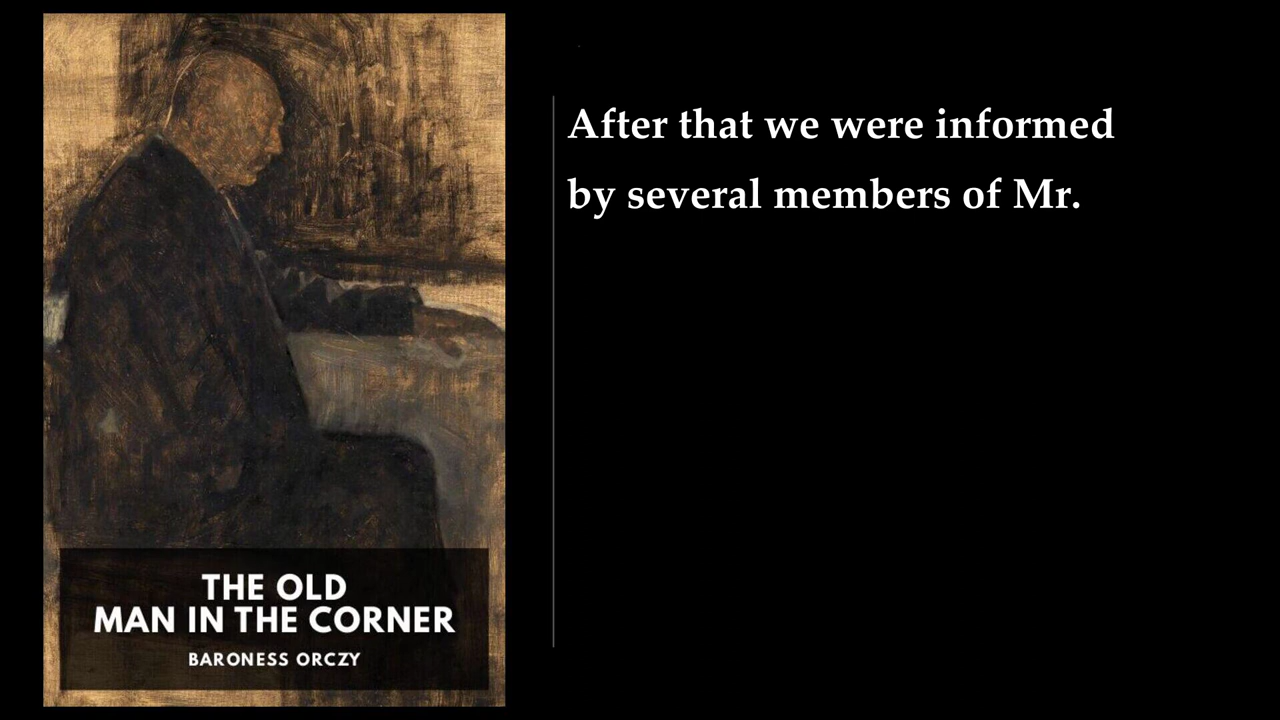 After that we were informed
by several members of Mr.
THE OLD
MAN IN THE CORNER
BARONESS ORCZY